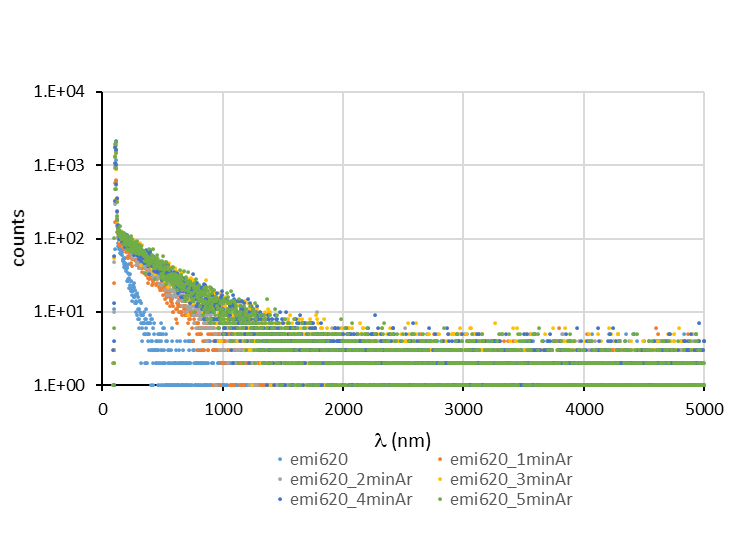 1.E+04
1.E+03
1.E+02
1.E+01
1.E+00
counts
0 1000 2000 3000 4000 5000
λ (nm)
emi620 emi620_1minAr
emi620_2minAr emi620_3minAr
emi620_4minAr emi620_5minAr